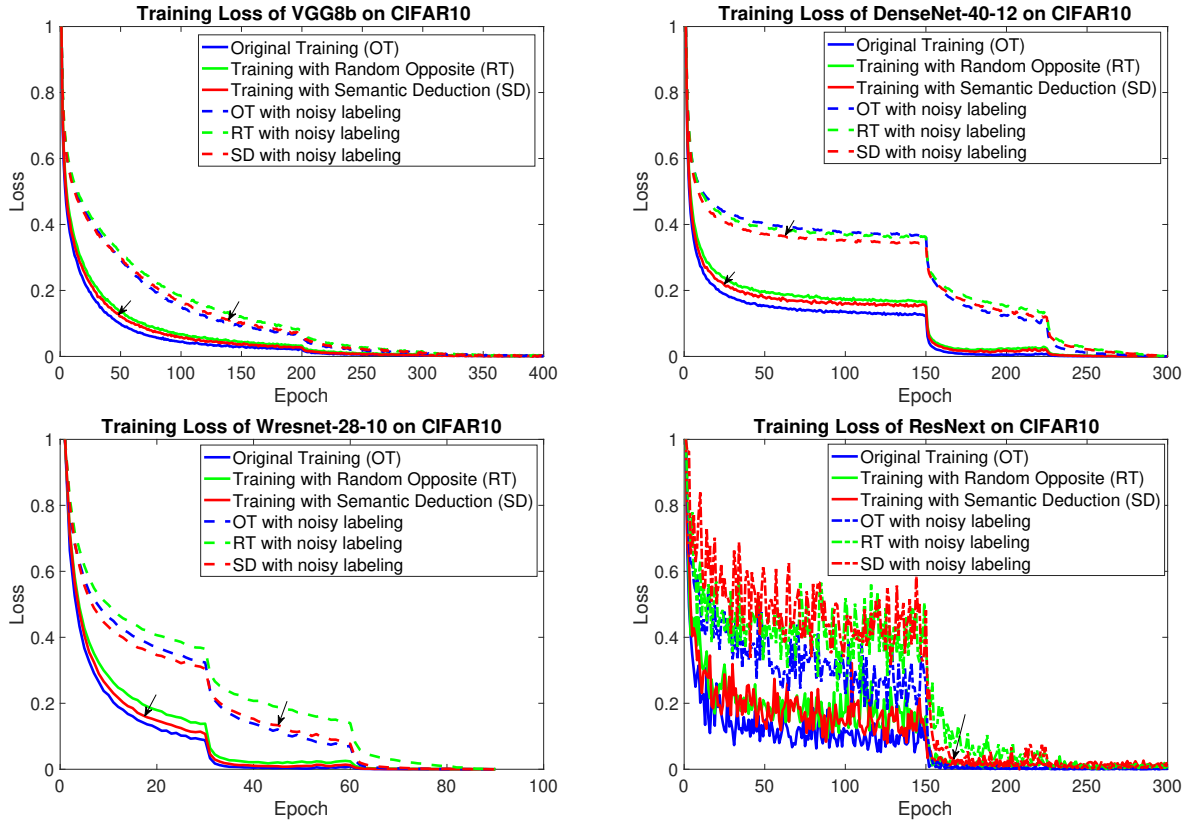 Training Loss of VGG8b on CIFAR10
1
0.8
0.6
0.4
0.2
0
Loss
Original Training (OT)
Training with Random Opposite (RT)
Training with Semantic Deduction (SD)
OT with noisy labeling
RT with noisy labeling
SD with noisy labeling
0 50 100 150 200 250 300 360 400
Epoch
Training Loss of DenseNet-40-12 on CIFAR10
1
0.8
0.6
0.4
0.2
0
Loss
Original Training (OT)
Training with Random Opposite (RT)
Training with Semantic Deduction (SD)
OT with noisy labeling
RT with noisy labeling
SD with noisy labeling
0 50 100 150 200 250 300
Epoch
Training Loss of Wresnet-28-10 on CIFAR10
1
0.8
0.6
0.4
0.2
0
Loss
Original Training (OT)
Training with Random Opposite (RT)
Training with Semantic Deduction (SD)
OT with noisy labeling
RT with noisy labeling
SD with noisy labeling
0 20 40 60 80 100
Epoch
Training Loss of ResNext on CIFAR10
1
0.8
0.6
0.4
0.2
0
Loss
Original Training (OT)
Training with Random Opposite (RT)
Training with Semantic Deduction (SD)
OT with noisy labeling
RT with noisy labeling
SD with noisy labeling
0 50 100 150 200 250 300
Epoch